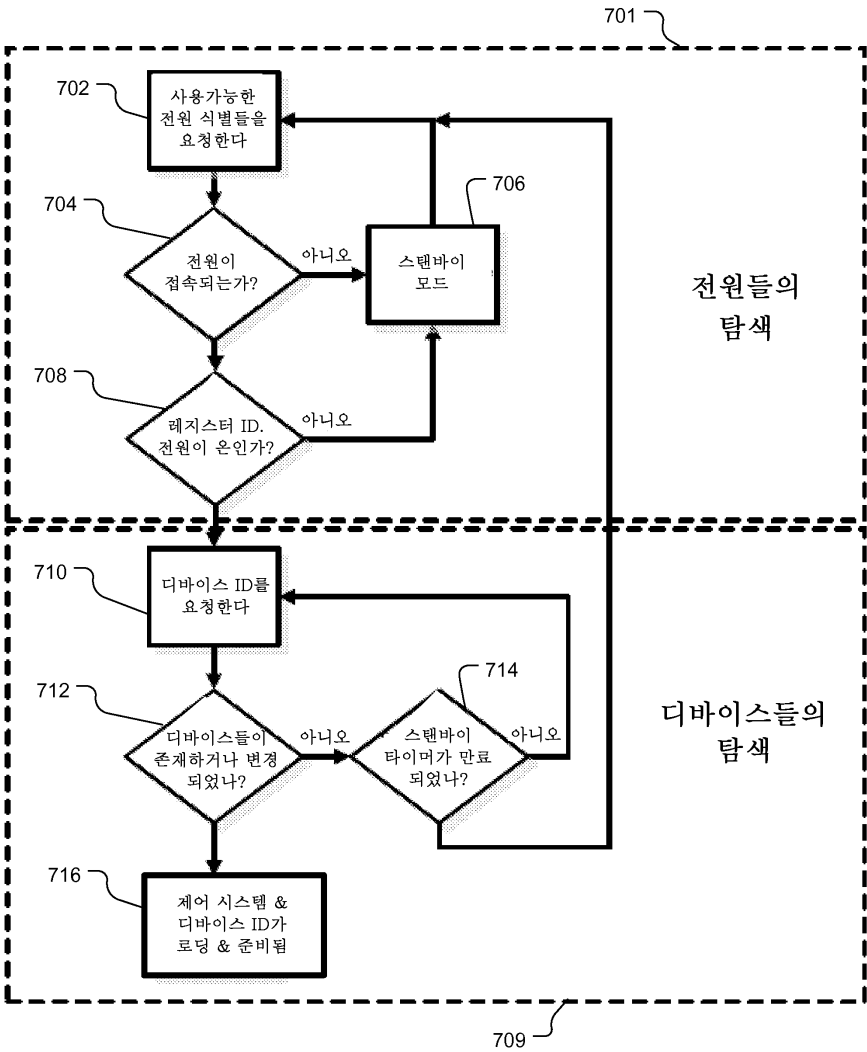 701
702
사용가능한
전원 식별들을
요청한다
704
전원이
접속되는가?
아니오
706
스탠바이
모드
전원들의
탐색
708
레지스터 ID.
전원이 온인가?
아니오
710
디바이스 ID를
요청한다
712
디바이스들이
존재하거나 변경
되었나?
아니오
714
스탠바이
타이머가 만료
되었나?
아니오
디바이스들의
탐색
716
제어 시스템 &
디바이스 ID가
로딩 & 준비됨
709